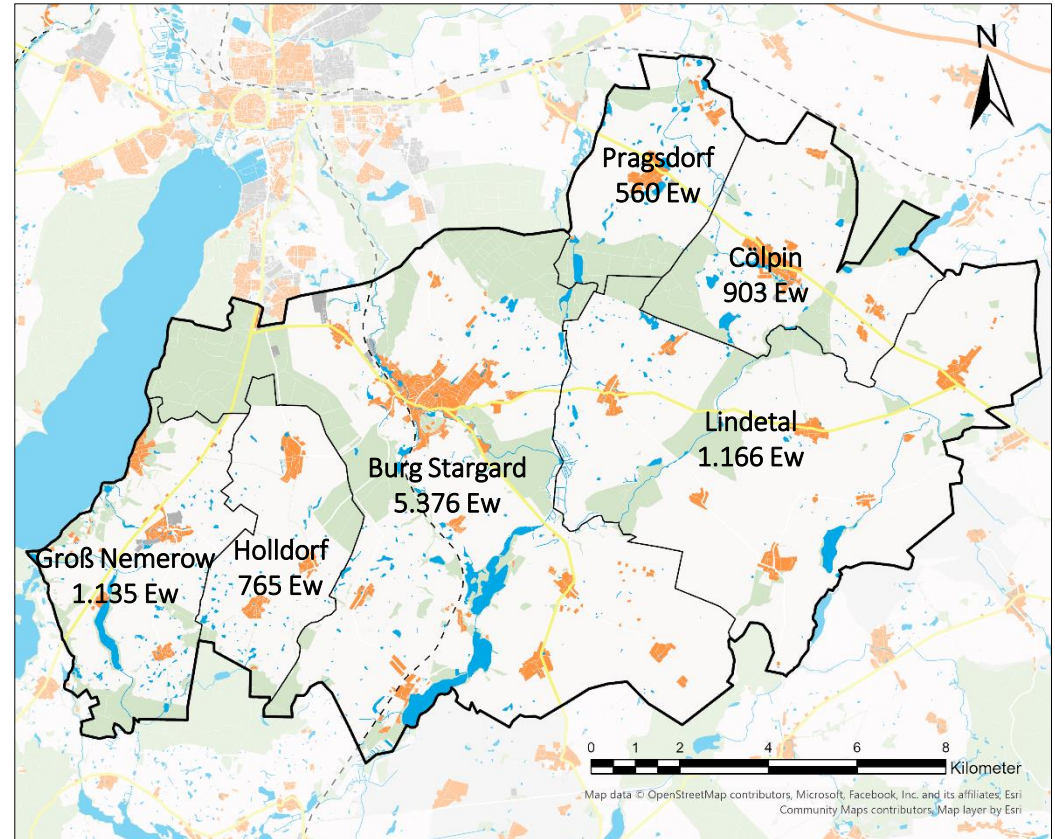 N
Pragsdorf
560 Ew
Cölpin
903 Ew
Lindetal
1.166 Ew
Burg Stargard
5.376 Ew
Groß Nemerow
1.135 Ew
Holldorf
765 Ew
0 1 2 4 6 8
Kilometer
Map data © OpenStreetMap contributors, Microsoft, Facebook, Inc. and its affiliates, Esri
Community Maps contributors, Map layer by Esri